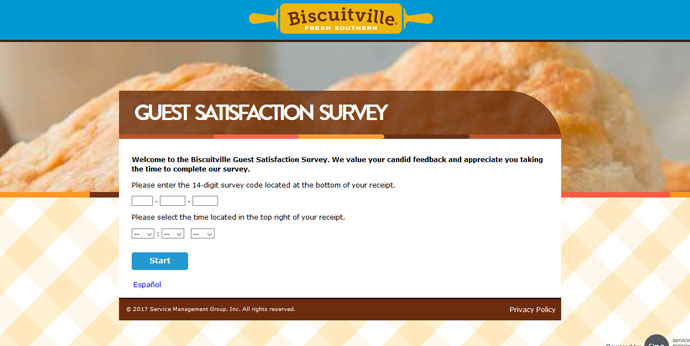 Biscuitville
FRESH SOUTHERN
GUEST SATISFACTION SURVEY
Welcome to the Biscuitville Guest Satisfaction Survey. We value your candid feedback and appreciate you taking
the time to complete our survey.
Please enter the 14-digit survey code located at the bottom of your receipt.
- -
Please select the time located in the top right of your receipt.
-- : -- --
Start
Español
© 2017 Service Management Group, Inc. All rights reserved. Privacy Policy
service